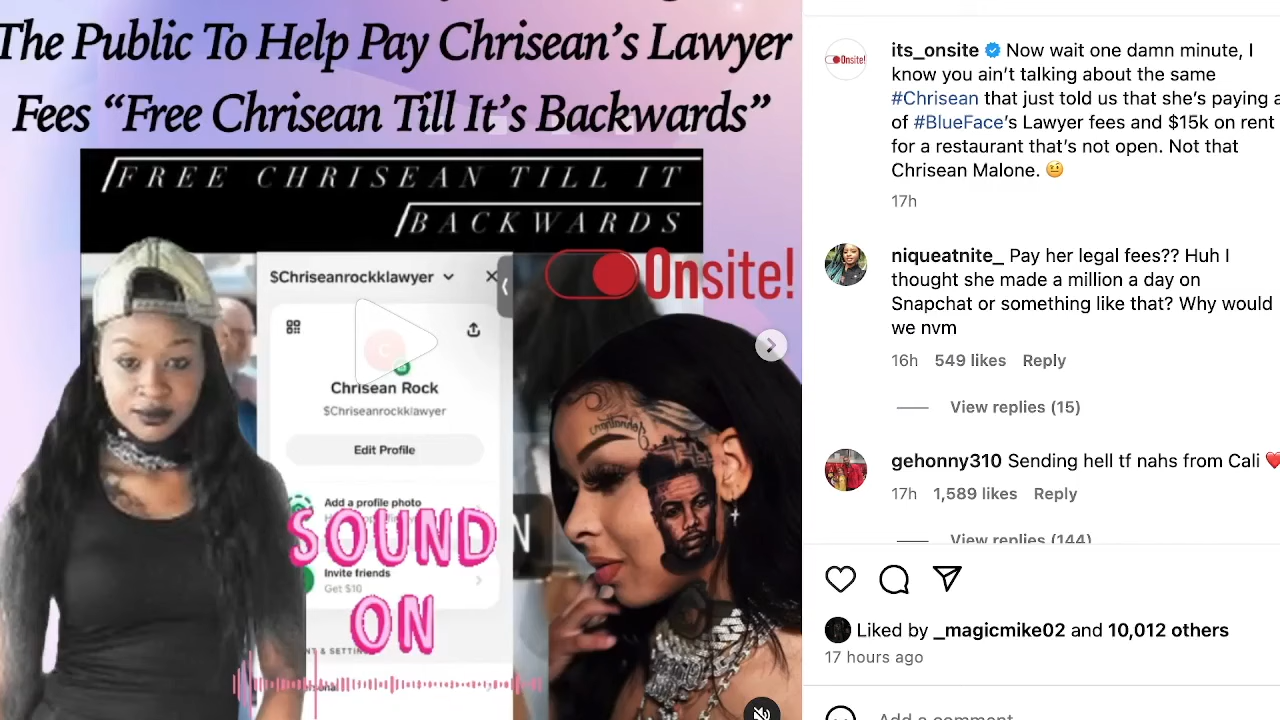 The Public To Help Pay Chrisean's Lawyer
Fees “Free Chrisean Till It's Backwards”
FREE CHRISEAN TILL IT
BACKWARDS
Onsite!
$Chriseanrockklawyer
C
Chrisean Rock
$Chriseanrockklawyer
Edit Profile
Add a profile photo
SOUND
N
Invite friends
Get $10
ON
Onsite!
its_onsite Now wait one damn minute, I
know you ain’t talking about the same
#Chrisean that just told us that she’s paying a
of #BlueFace’s Lawyer fees and $15k on rent
for a restaurant that’s not open. Not that
Chrisean Malone. 🤨
17h
niqueatnite_ Pay her legal fees?? Huh I
thought she made a million a day on
Snapchat or something like that? Why would
we nvm
16h 549 likes Reply
View replies (15)
gehonny310 Sending hell tf nahs from Cali ❤️
17h 1,589 likes Reply
View replies (144)
Liked by _magicmike02 and 10,012 others
17 hours ago
Add a comment